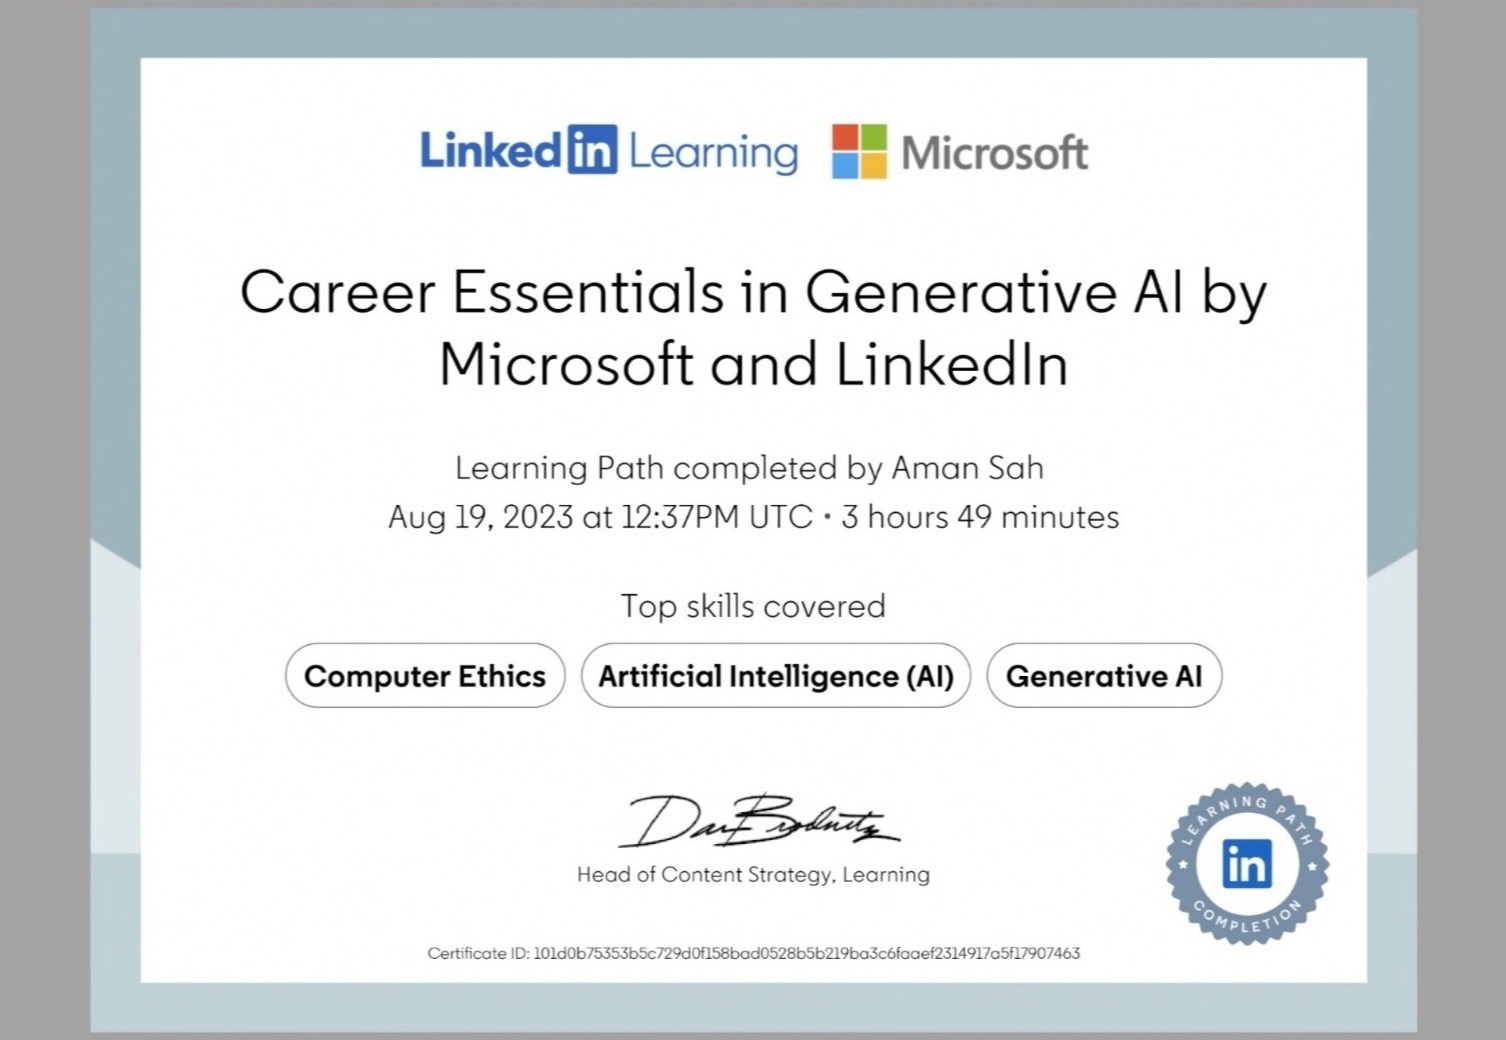 LinkedIn Learning Microsoft
Career Essentials in Generative AI by
Microsoft and LinkedIn
Learning Path completed by Aman Sah
Aug 19, 2023 at 12:37PM UTC • 3 hours 49 minutes
Top skills covered
Computer Ethics Artificial Intelligence (AI) Generative AI
Dan Brodnitz
Head of Content Strategy, Learning
LEARNING PATH
in
COMPLETION
Certificate ID: 101d0b75353b5c729d0f158bad0528b5b219ba3c6faaef2314917a5f17907463